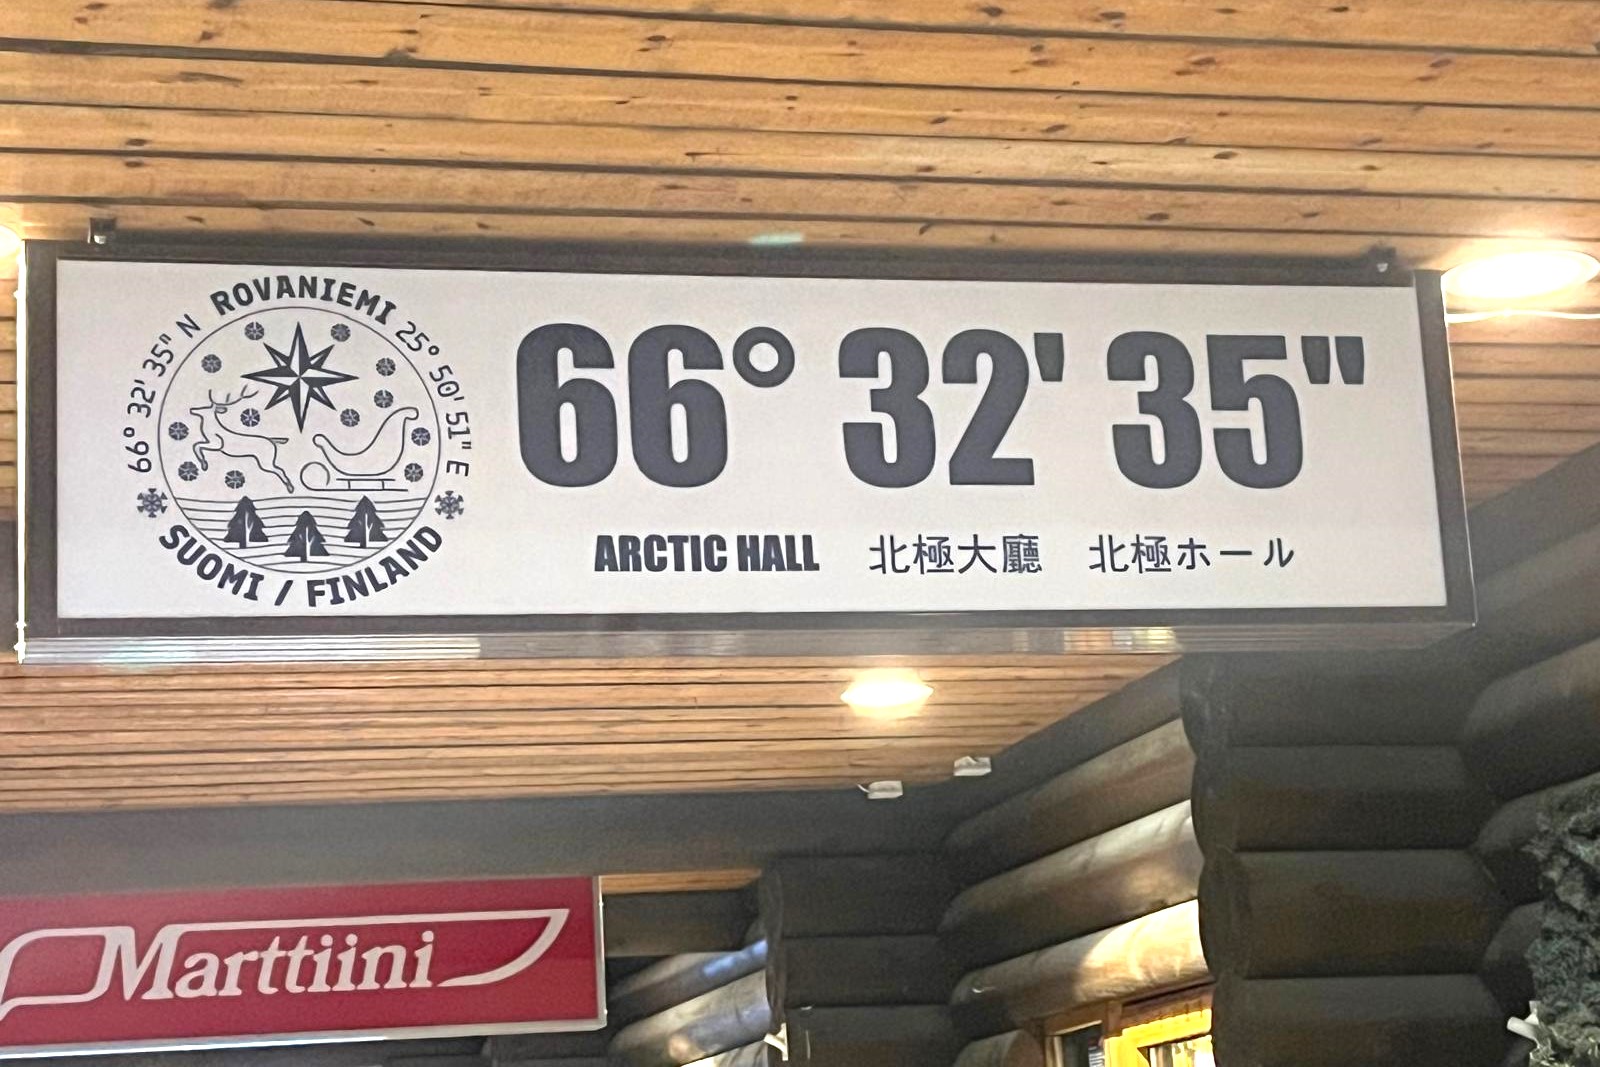 ROVANIEMI
66° 32' 35" N
25° 50' 51" E
SUOMI / FINLAND
66° 32' 35"
ARCTIC HALL 北極大廳 北極ホール
Marttiini